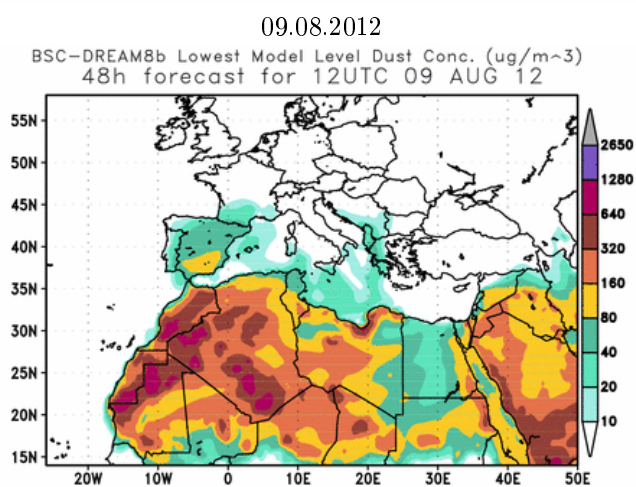 09.08.2012
BSC-DREAM8b Lowest Model Level Dust Conc. (ug/m^3)
48h forecast for 12UTC 09 AUG 12
55N
50N
45N
40N
35N
30N
25N
20N
15N
20W
10W
0
10E
20E
30E
40E
50E
2650
1280
640
320
160
80
40
20
10